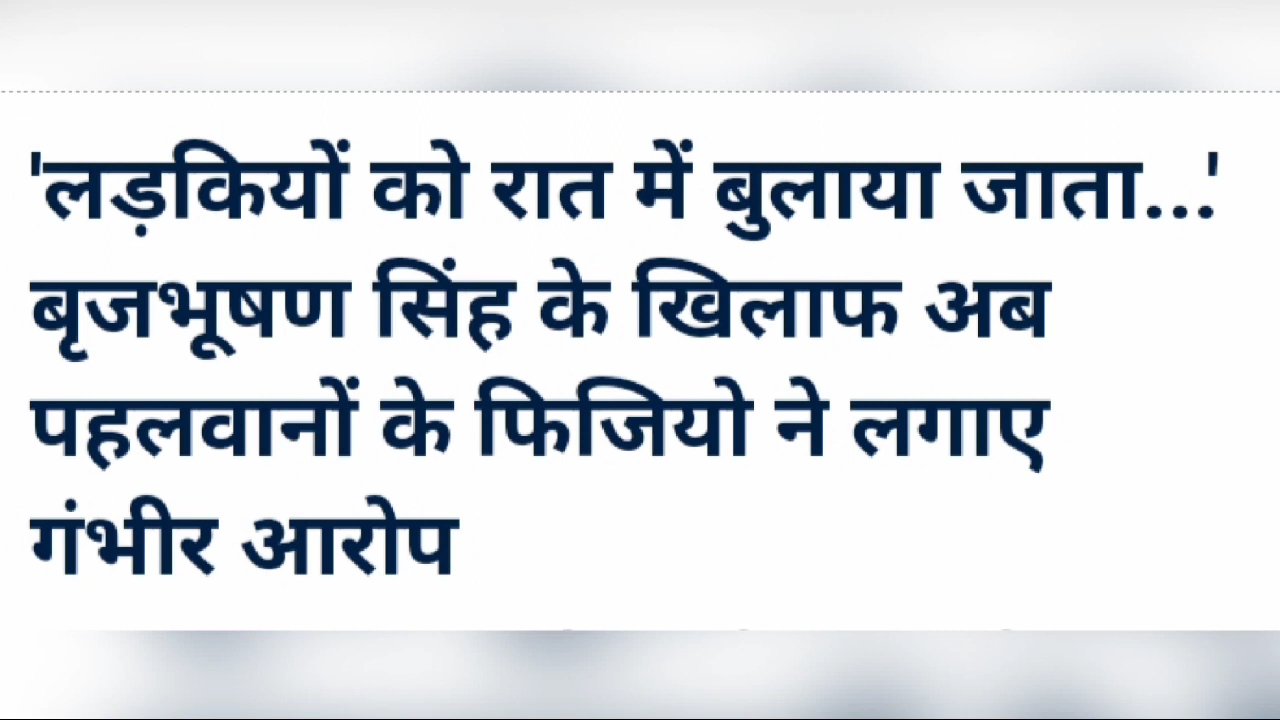 'लड़कियों को रात में बुलाया जाता...'
बृजभूषण सिंह के खिलाफ अब
पहलवानों के फिजियो ने लगाए
गंभीर आरोप